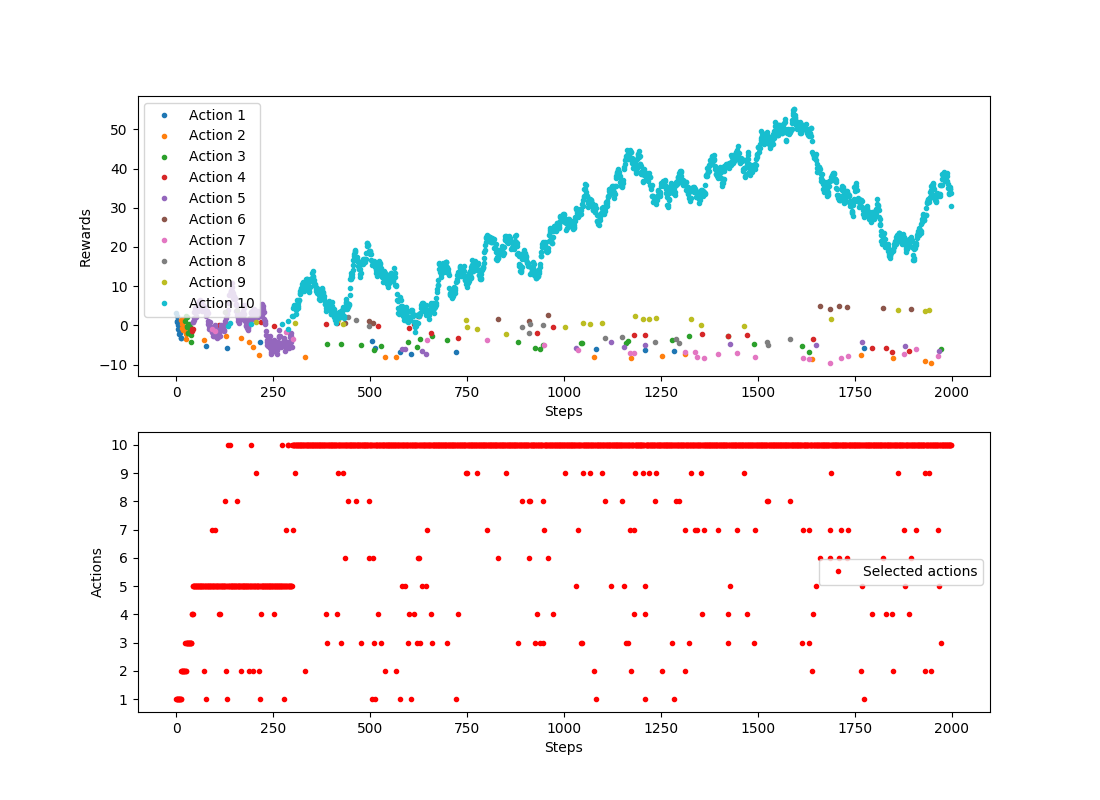 50
40
30
20
10
0
−10
Rewards
Action 1
Action 2
Action 3
Action 4
Action 5
Action 6
Action 7
Action 8
Action 9
Action 10
0 250 500 750 1000 1250 1500 1750 2000
Steps
10
9
8
7
6
5
4
3
2
1
Actions
Selected actions
0 250 500 750 1000 1250 1500 1750 2000
Steps